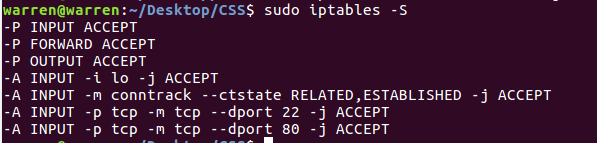 warren@warren:~/Desktop/CSS$ sudo iptables -S
-P INPUT ACCEPT
-P FORWARD ACCEPT
-P OUTPUT ACCEPT
-A INPUT -i lo -j ACCEPT
-A INPUT -m conntrack --ctstate RELATED,ESTABLISHED -j ACCEPT
-A INPUT -p tcp -m tcp --dport 22 -j ACCEPT
-A INPUT -p tcp -m tcp --dport 80 -j ACCEPT
warren@warren:~/Desktop/CSS$